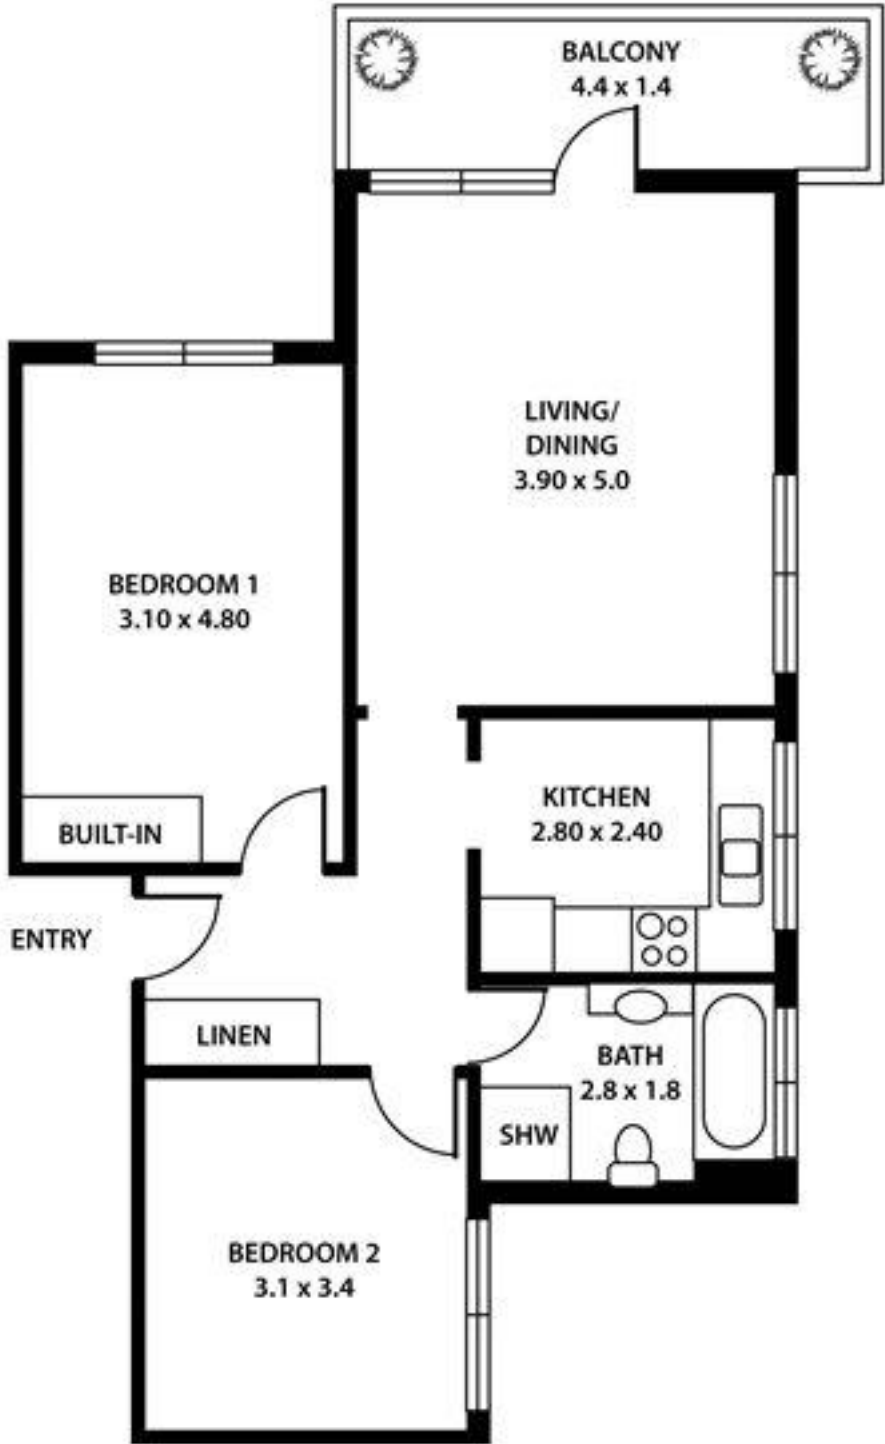 BALCONY
4.4 x 1.4
LIVING/
DINING
3.90 x 5.0
BEDROOM 1
3.10 x 4.80
BUILT-IN
KITCHEN
2.80 x 2.40
ENTRY
LINEN
BATH
2.8 x 1.8
SHW
BEDROOM 2
3.1 x 3.4